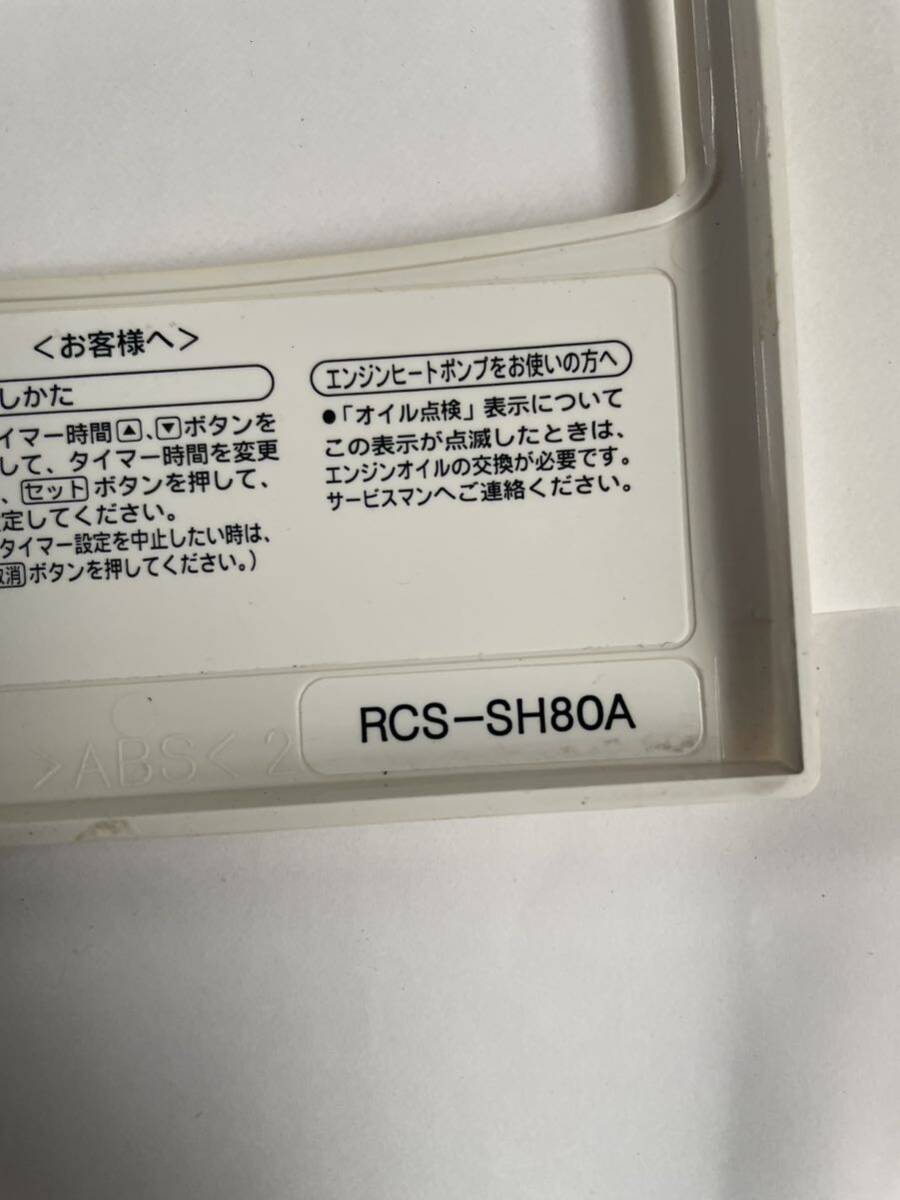 ＜お客様へ＞
しかた
イマー時間▲、▼ボタンを
して、タイマー時間を変更
、セットボタンを押して、
定してください。
タイマー設定を中止したい時は、
取消ボタンを押してください。）
エンジンヒートポンプをお使いの方へ
●「オイル点検」表示について
この表示が点滅したときは、
エンジンオイルの交換が必要です。
サービスマンへご連絡ください。
RCS-SH80A
>ABS< 2